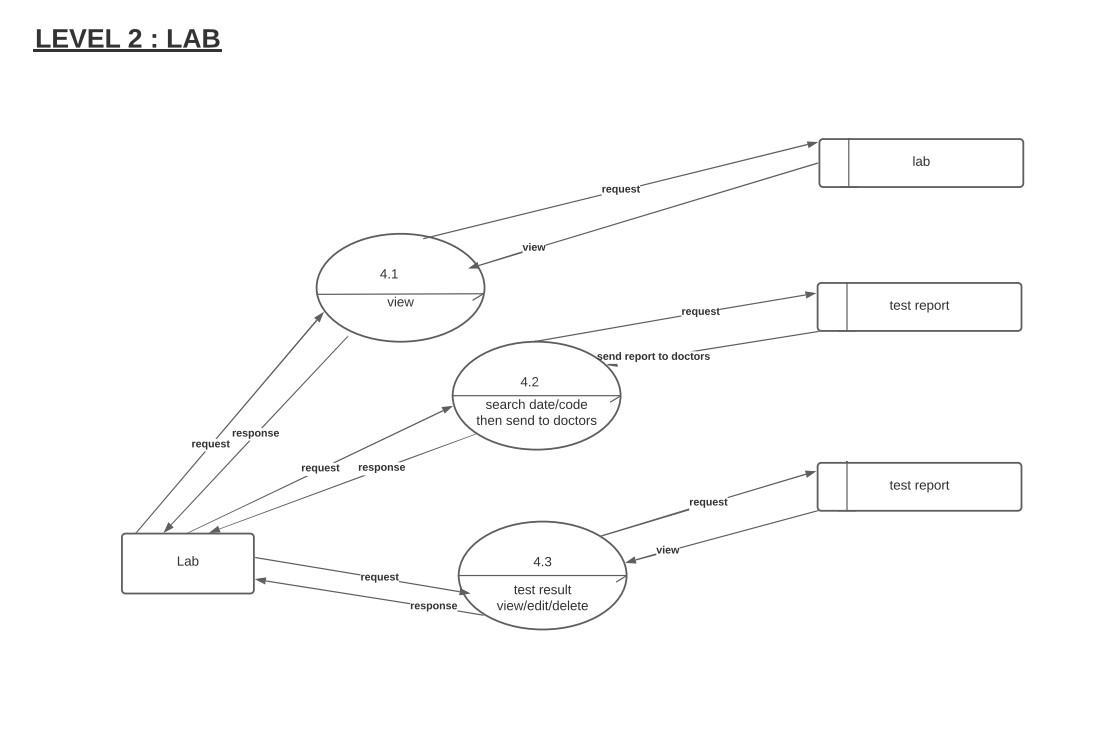 LEVEL 2 : LAB
lab
request
view
4.1
view
test report
request
send report to doctors
4.2
search date/code
then send to doctors
request
response
request
response
test report
request
view
Lab
4.3
test result
view/edit/delete
request
response